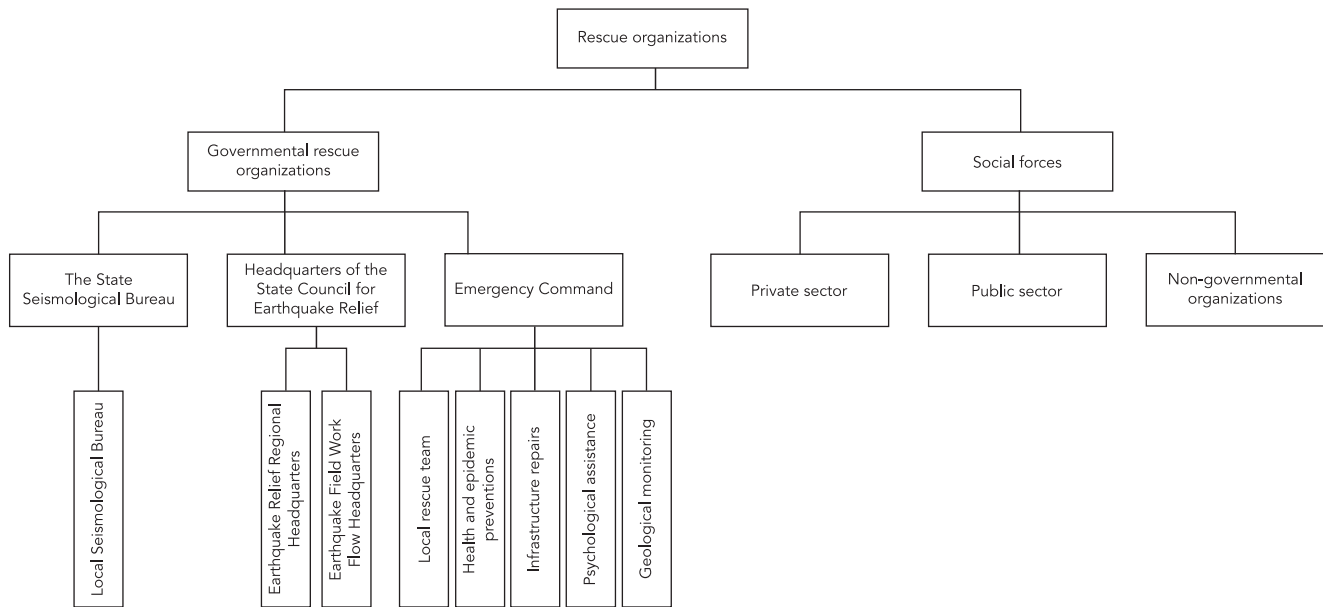 Rescue organizations
Governmental rescue
organizations
Social forces
The State
Seismological Bureau
Headquarters of the
State Council for
Earthquake Relief
Emergency Command
Private sector
Public sector
Non-governmental
organizations
Local Seismological Bureau
Earthquake Relief Regional
Headquarters
Earthquake Field Work
Flow Headquarters
Local rescue team
Health and epidemic
preventions
Infrastructure repairs
Psychological assistance
Geological monitoring